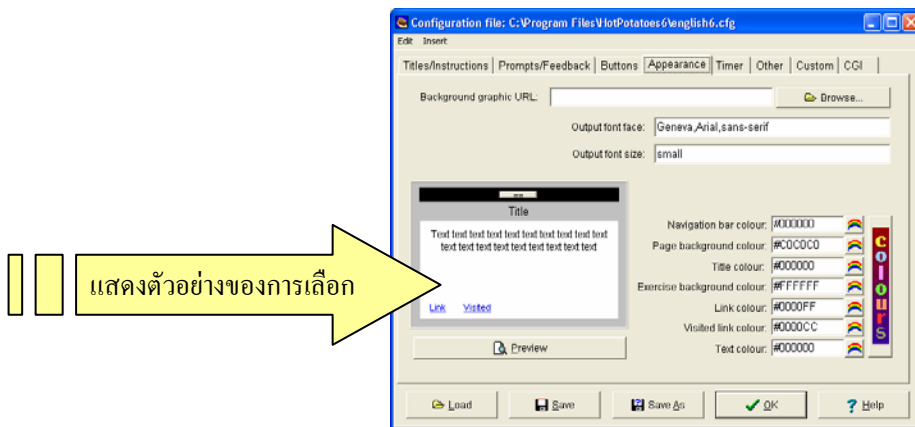 Configuration file: C:\Program Files\HotPotatoes6\english6.cfg
Edit Insert
Titles/Instructions Prompts/Feedback Buttons Appearance Timer Other Custom CGI
Background graphic URL: Browse...
Output font face: Geneva,Arial,sans-serif
Output font size: small
Title
Text text text text text text text text text text
text text text text text text text text text
Link Visited
Preview
Navigation bar colour: #000000
Page background colour: #C0C0C0
Title colour: #000000
Exercise background colour: #FFFFFF
Link colour: #0000FF
Visited link colour: #0000CC
Text colour: #000000
colours
แสดงตัวอย่างของการเลือก
Load Save Save As OK Help